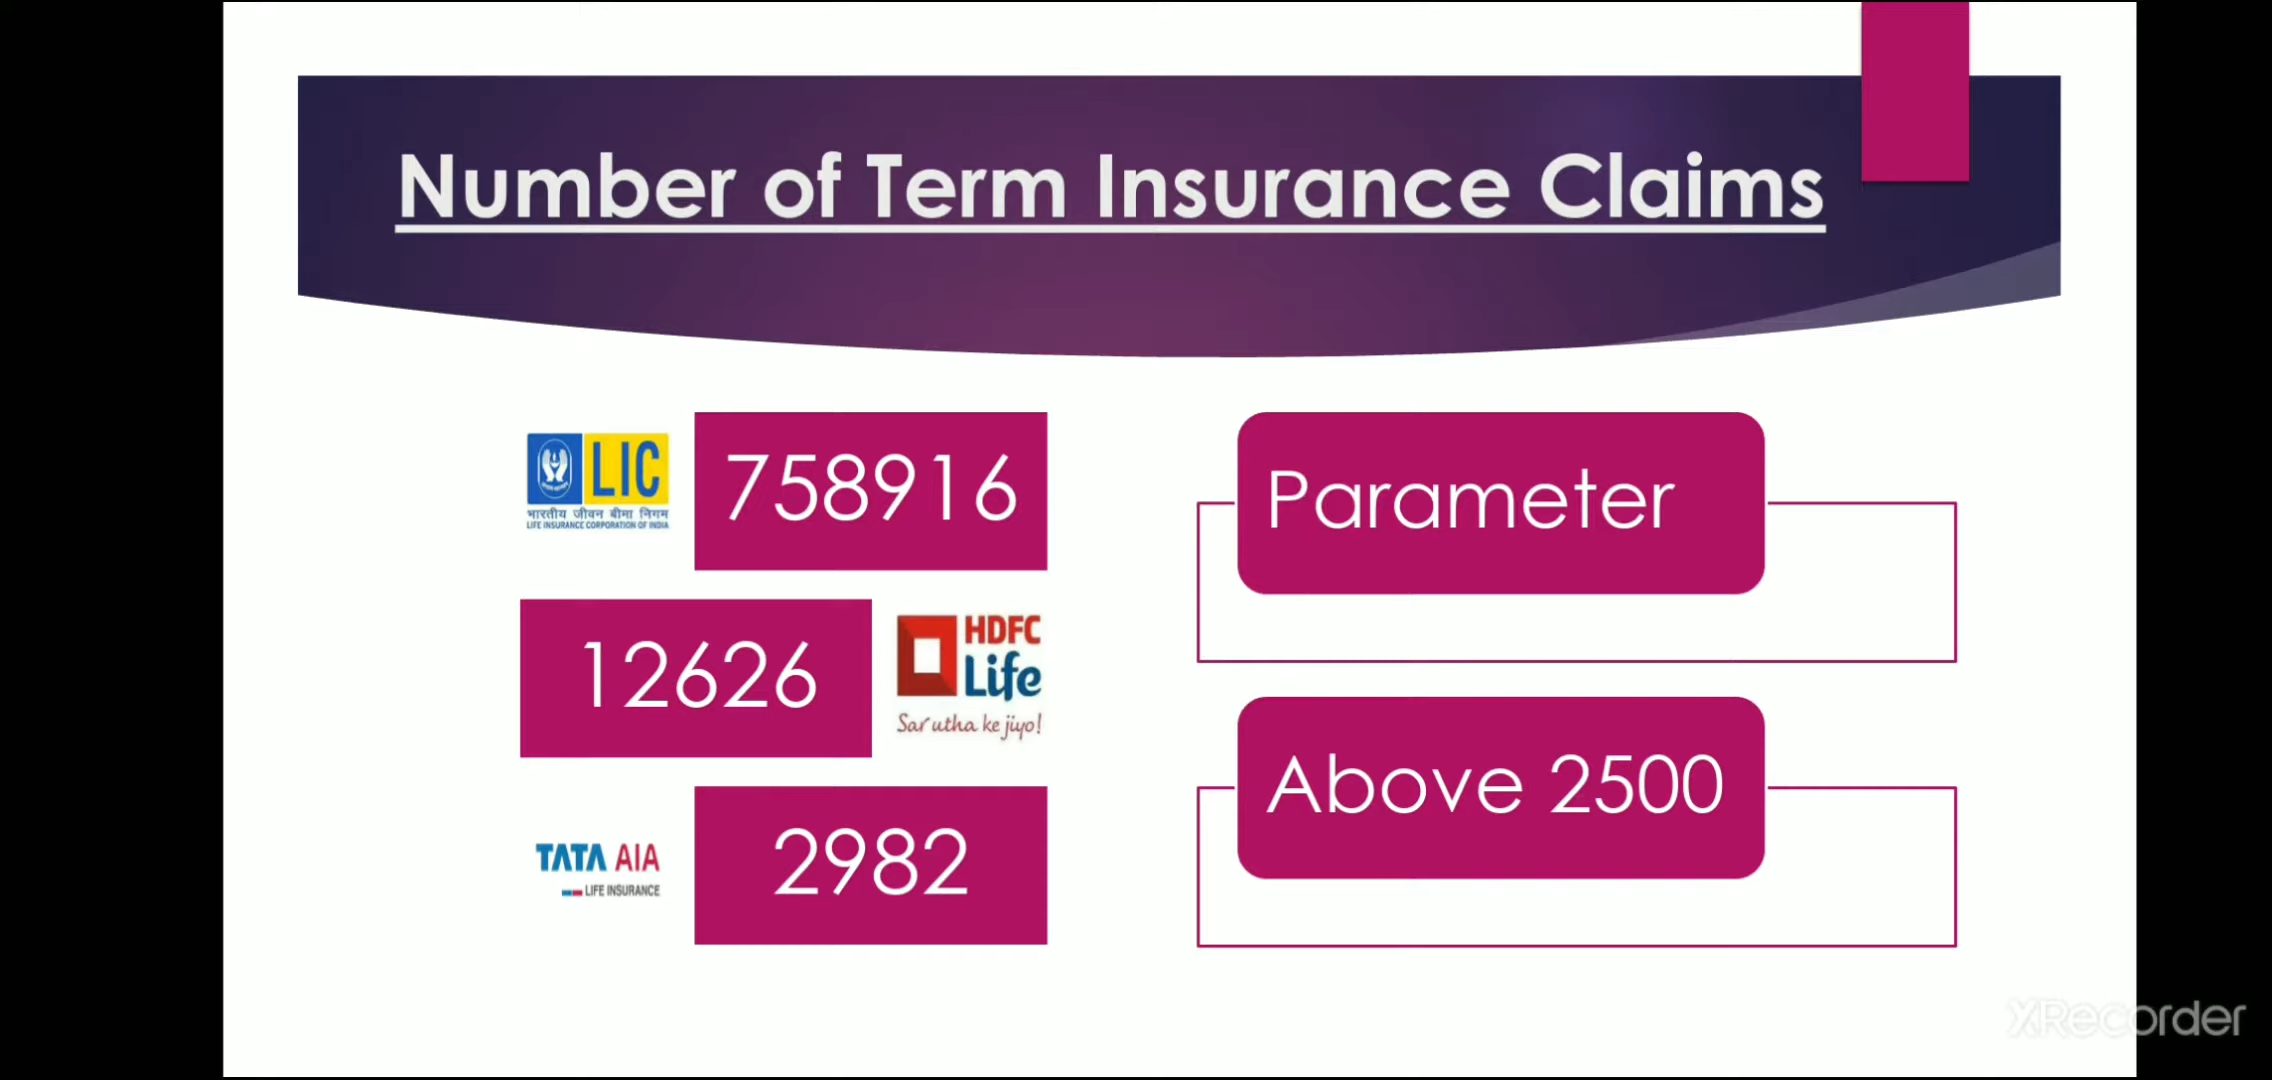 Number of Term Insurance Claims
LIC
भारतीय जीवन बीमा निगम
LIFE INSURANCE CORPORATION OF INDIA
758916
12626
HDFC
Life
Sar utha ke jiyo!
TATA AIA
LIFE INSURANCE
2982
Parameter
Above 2500
XRecorder